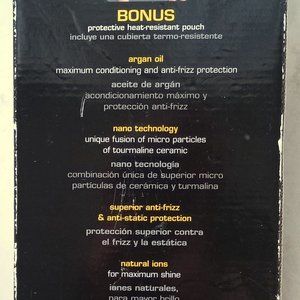 BONUS
protective heat-resistant pouch
incluye una cubierta termo-resistente
argan oil
maximum conditioning and anti-frizz protection
aceite de argán
acondicionamiento máximo y
protección anti-frizz
nano technology
unique fusion of micro particles
of tourmaline ceramic
nano tecnología
combinación única de superior micro
partículas de cerámica y turmalina
superior anti-frizz
& anti-static protection
protección superior contra
el frizz y la estática
natural ions
for maximum shine
iones naturales,
para mayor brillo